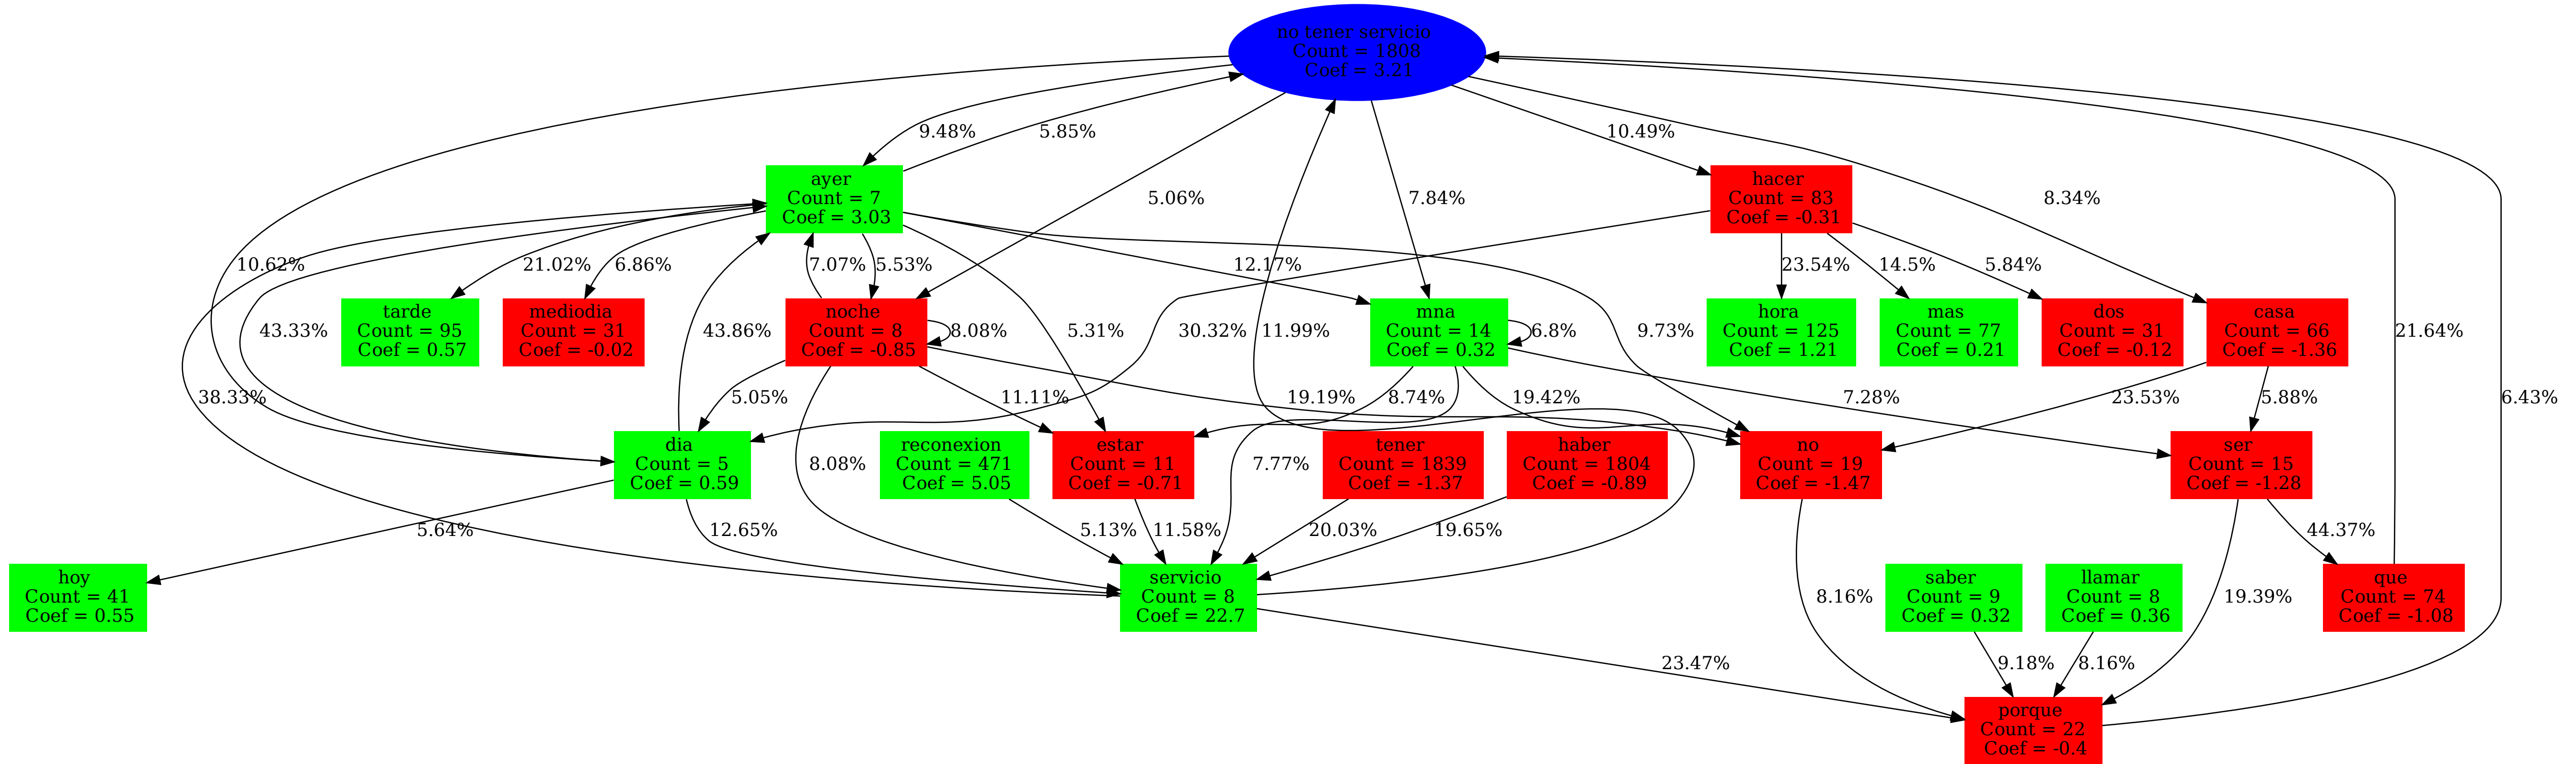 no tener servicio
Count = 1808
Coef = 3.21
9.48%
5.85%
10.49%
5.06%
7.84%
8.34%
ayer
Count = 7
Coef = 3.03
hacer
Count = 83
Coef = -0.31
10.62%
21.02%
6.86%
7.07%
5.53%
12.17%
23.54%
14.5%
5.84%
tarde
Count = 95
Coef = 0.57
mediodia
Count = 31
Coef = -0.02
noche
Count = 8
Coef = -0.85
mna
Count = 14
Coef = 0.32
hora
Count = 125
Coef = 1.21
mas
Count = 77
Coef = 0.21
dos
Count = 31
Coef = -0.12
casa
Count = 66
Coef = -1.36
43.33%
43.86%
8.08%
5.31%
30.32%
11.99%
6.8%
9.73%
21.64%
38.33%
5.05%
11.11%
19.19%
8.74%
19.42%
7.28%
23.53%
5.88%
6.43%
dia
Count = 5
Coef = 0.59
reconexion
Count = 471
Coef = 5.05
estar
Count = 11
Coef = -0.71
tener
Count = 1839
Coef = -1.37
haber
Count = 1804
Coef = -0.89
no
Count = 19
Coef = -1.47
ser
Count = 15
Coef = -1.28
8.08%
7.77%
5.64%
12.65%
5.13%
11.58%
20.03%
19.65%
44.37%
hoy
Count = 41
Coef = 0.55
servicio
Count = 8
Coef = 22.7
saber
Count = 9
Coef = 0.32
llamar
Count = 8
Coef = 0.36
que
Count = 74
Coef = -1.08
8.16%
19.39%
23.47%
9.18%
8.16%
porque
Count = 22
Coef = -0.4